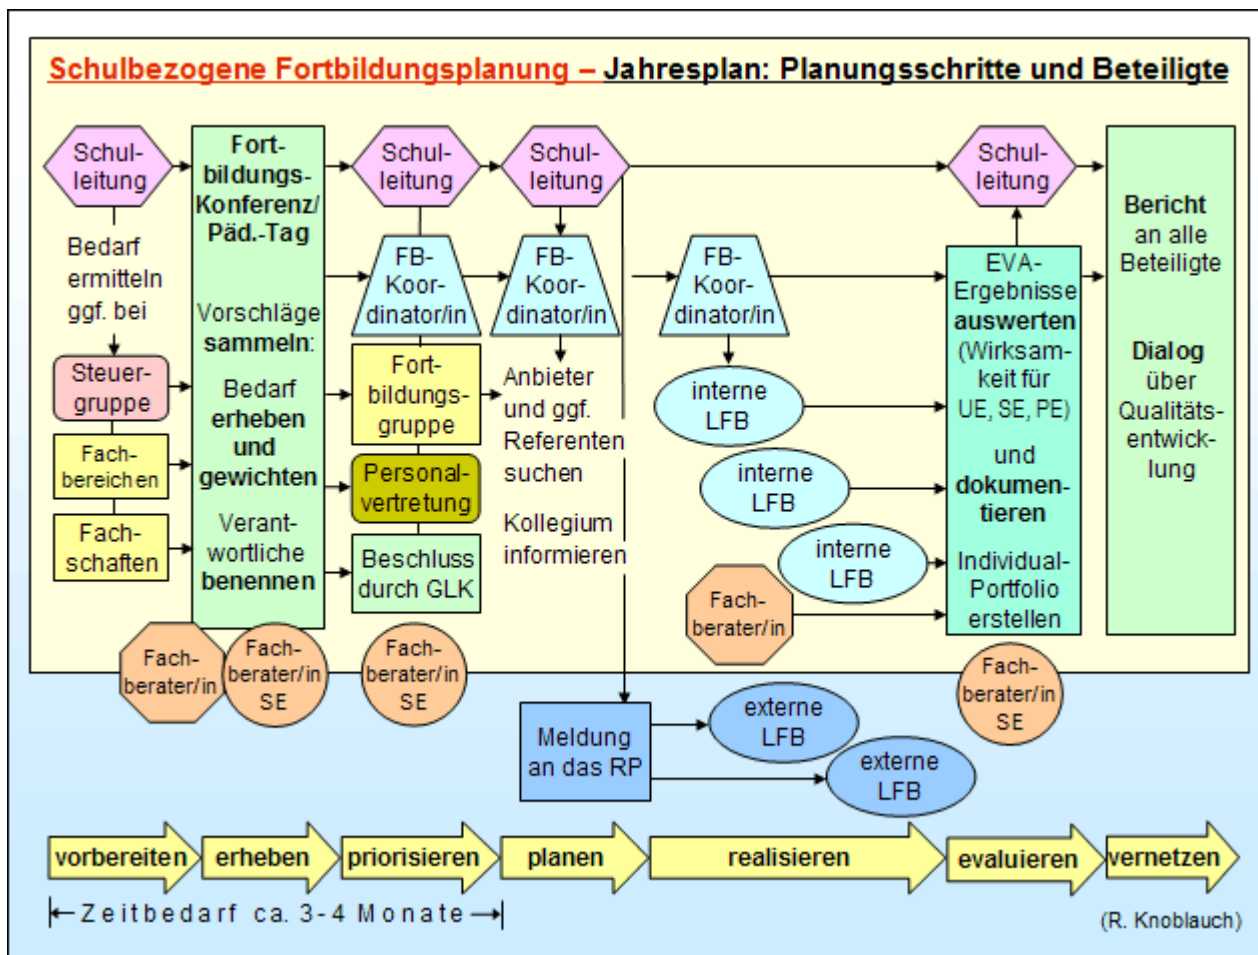 Schulbezogene Fortbildungsplanung – Jahresplan: Planungsschritte und Beteiligte
Schul-
leitung
Bedarf
ermitteln
ggf. bei
Steuer-
gruppe
Fach-
bereichen
Fach-
schaften
Fach-
berater/in
Fort-
bildungs-
Konferenz/
Päd.-Tag
Vorschläge
sammeln:
Bedarf
erheben
und
gewichten
Verant-
wortliche
benennen
Fach-
berater/in
SE
Schul-
leitung
FB-
Koor-
dinator/in
Fort-
bildungs-
gruppe
Personal-
vertretung
Beschluss
durch GLK
Fach-
berater/in
SE
Schul-
leitung
FB-
Koor-
dinator/in
Anbieter
und ggf.
Referenten
suchen
Kollegium
informieren
Meldung
an das RP
FB-
Koor-
dinator/in
interne
LFB
interne
LFB
interne
LFB
Fach-
berater/in
externe
LFB
externe
LFB
Schul-
leitung
EVA-
Ergebnisse
auswerten
(Wirksam-
keit für
UE, SE, PE)
und
dokumen-
tieren
Individual-
Portfolio
erstellen
Fach-
berater/in
SE
Bericht
an alle
Beteiligte
Dialog
über
Qualitäts-
entwick-
lung
vorbereiten
erheben
priorisieren
planen
realisieren
evaluieren
vernetzen
Zeitbedarf ca. 3-4 Monate
(R. Knoblauch)